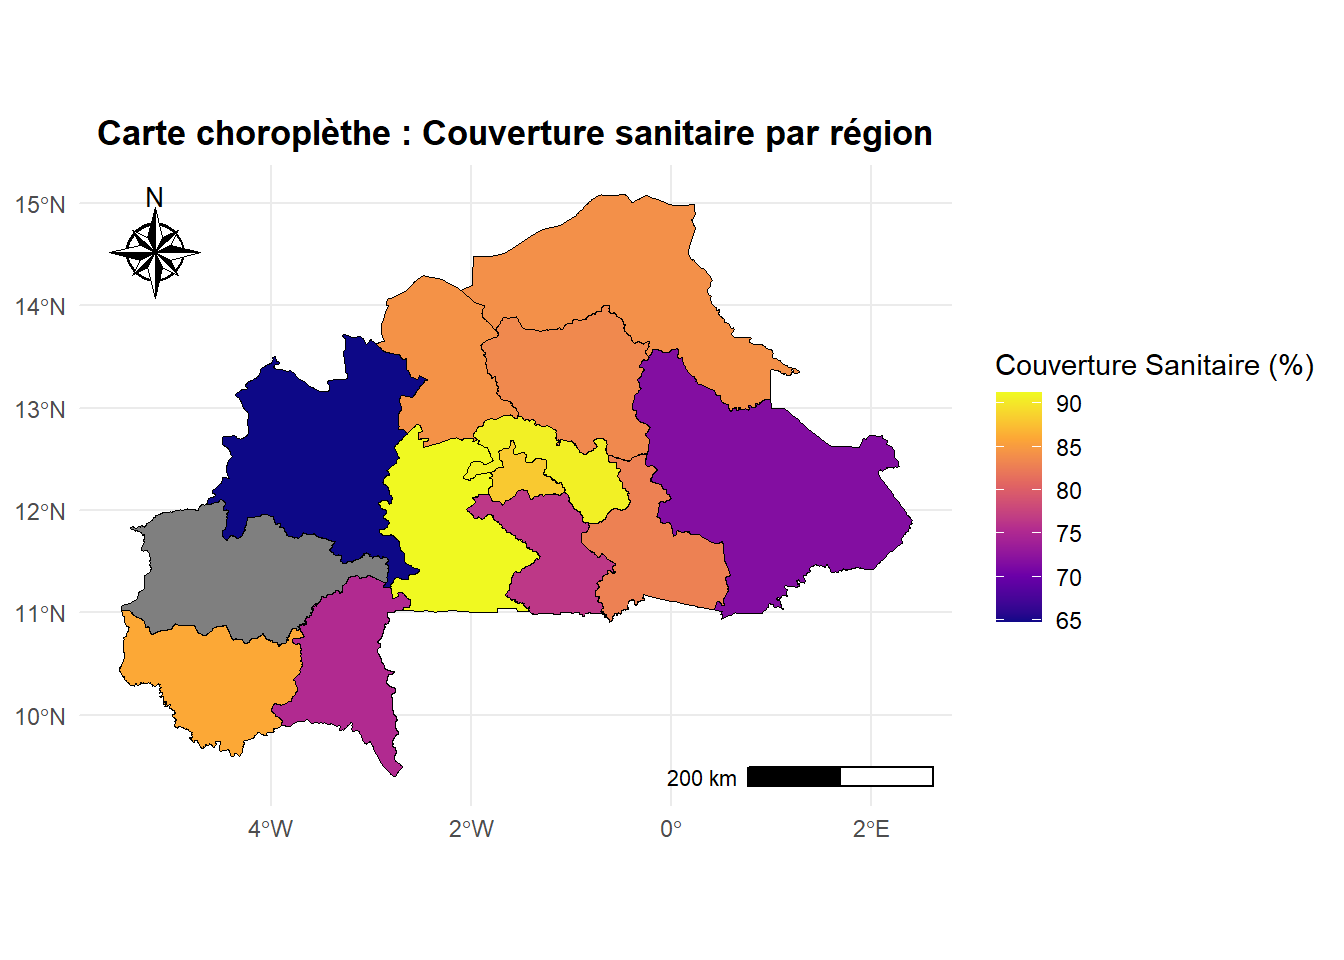 Carte choroplèthe : Couverture sanitaire par région
N
15°N
14°N
13°N
12°N
11°N
10°N
4°W
2°W
0°
2°E
200 km
Couverture Sanitaire (%)
90
85
80
75
70
65